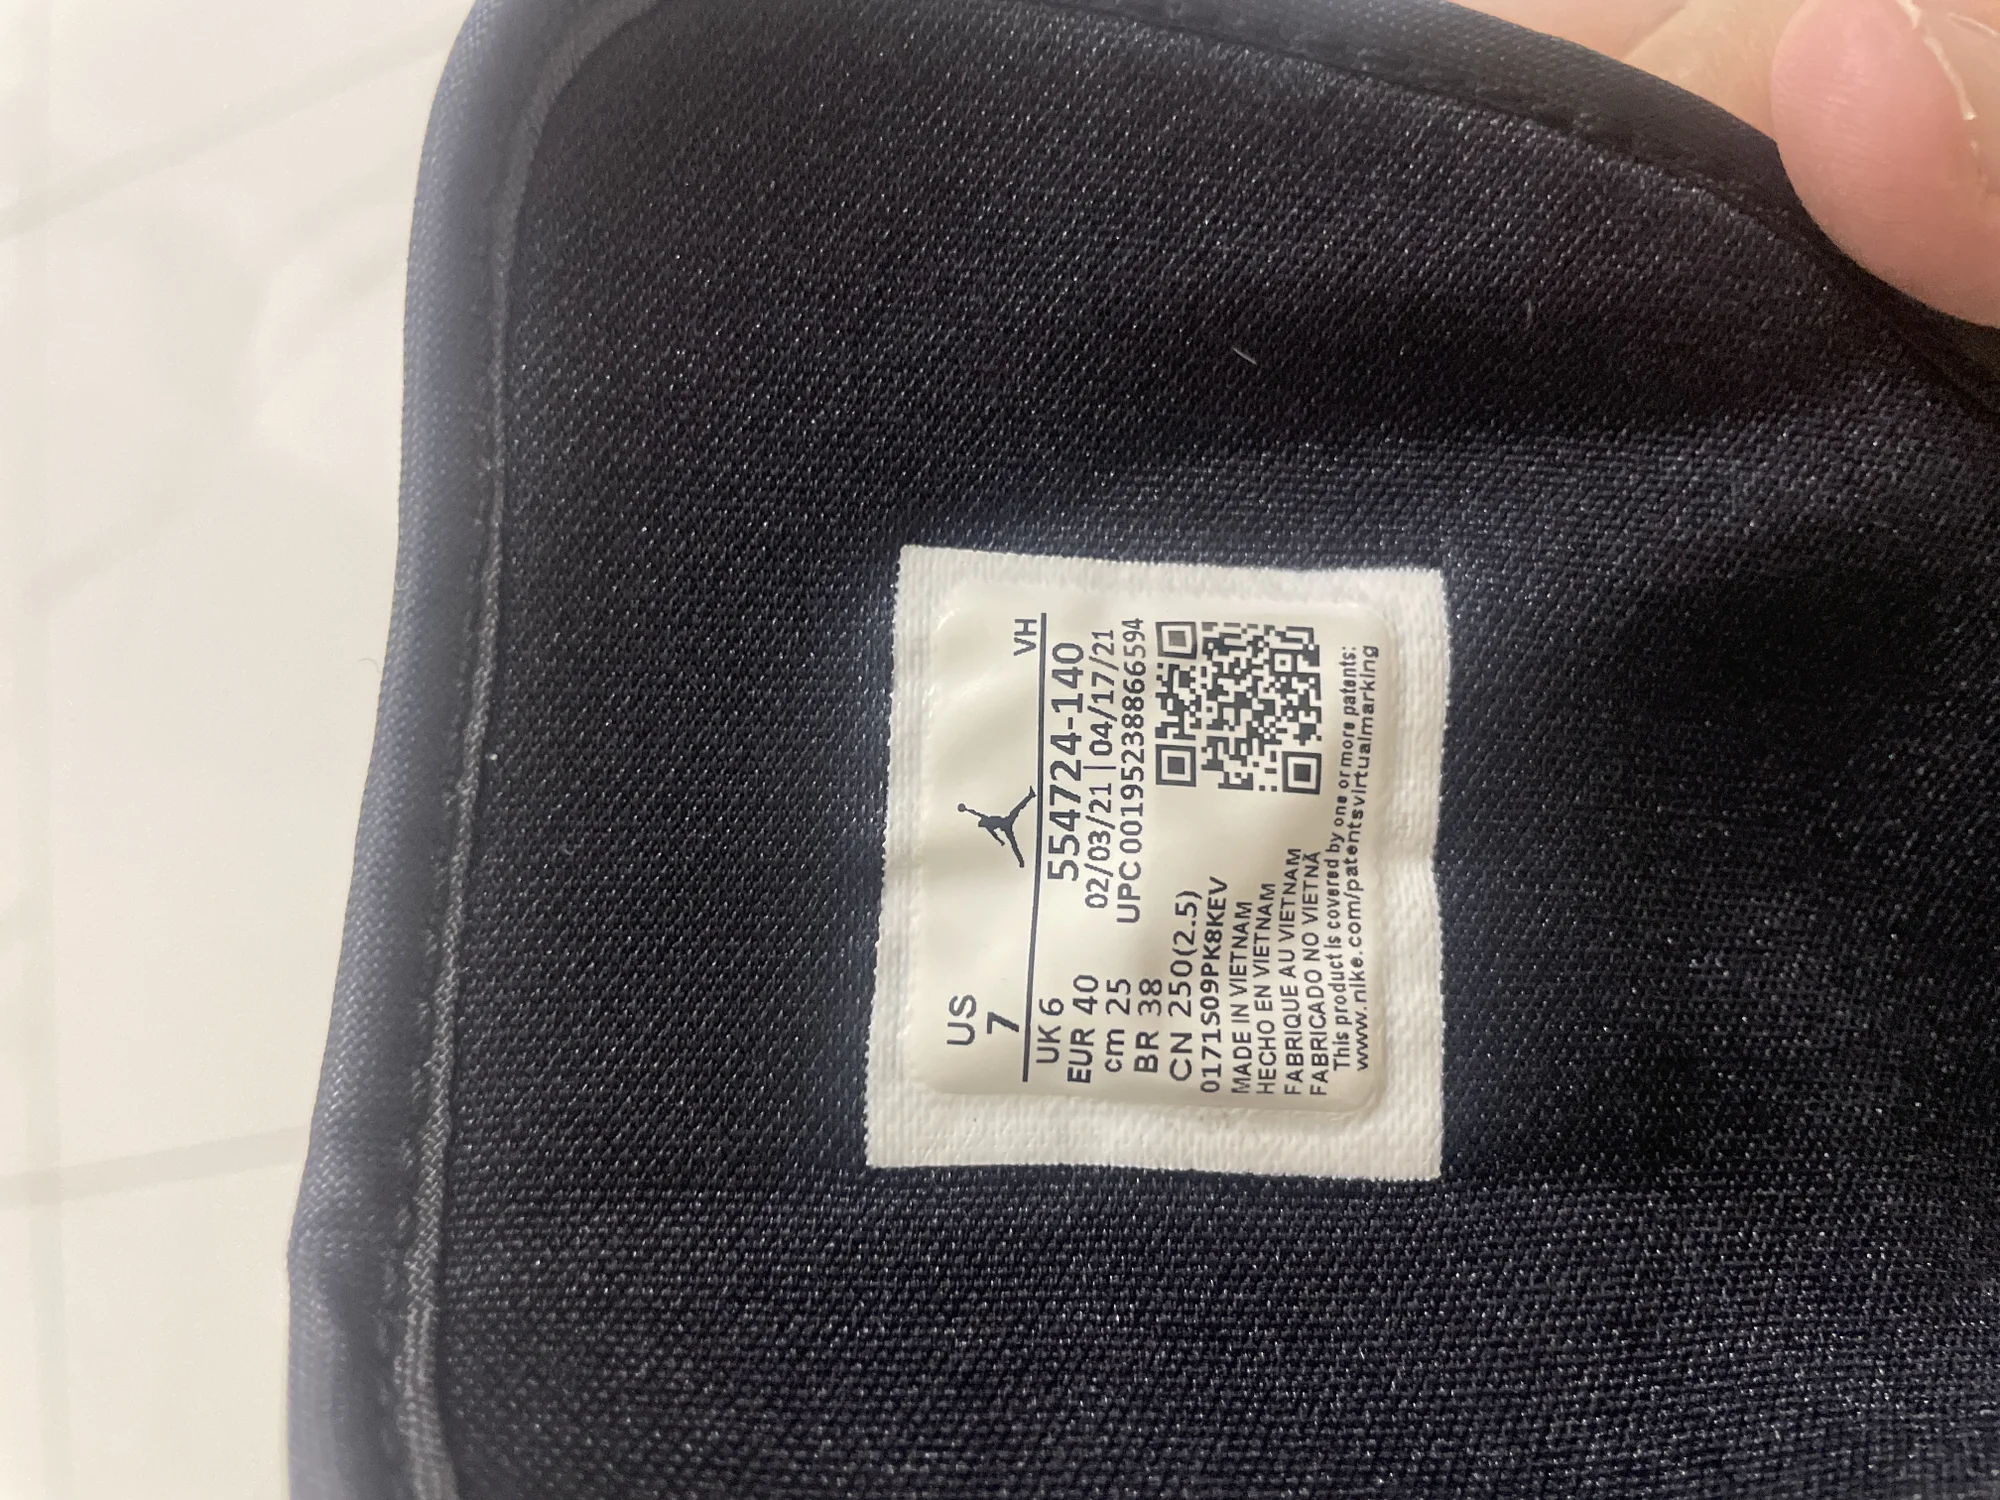 US
7
VH
UK 6
EUR 40
cm 25
BR 38
CN 250(2.5)
554724-140
02/03/21|04/17/21
UPC 00195238866594
0171S09PK8KEV
MADE IN VIETNAM
HECHO EN VIETNAM
FABRIQUE AU VIETNAM
FABRICADO NO VIETNÃ
This product is covered by one or more patents:
www.nike.com/patentsvirtualmarking